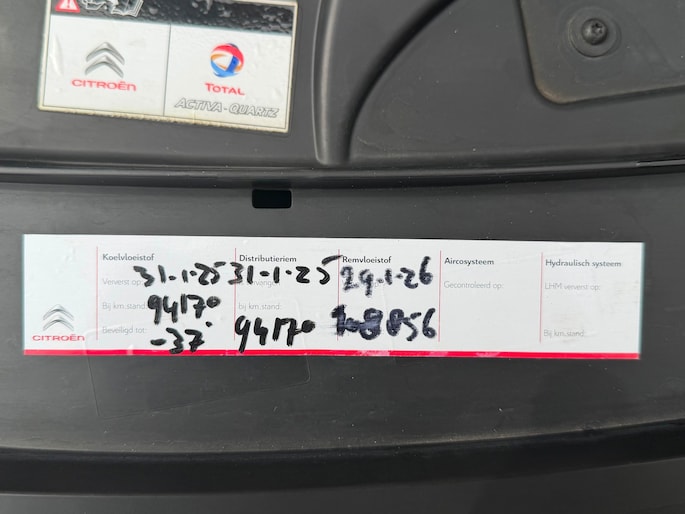 CITROËN
TOTAL
ACTIVA-QUARTZ
Koelvloeistof
Ververst op:
31-1-25
Bij km.stand:
94170
Beveiligd tot:
-37°
Distributieriem
31-1-25
bij km.stand:
94170
Remvloeistof
29.1.26
8856
Aircosysteem
Gecontroleerd op:
Hydraulisch systeem
LHM ververst op:
Bij km.stand:
CITROËN